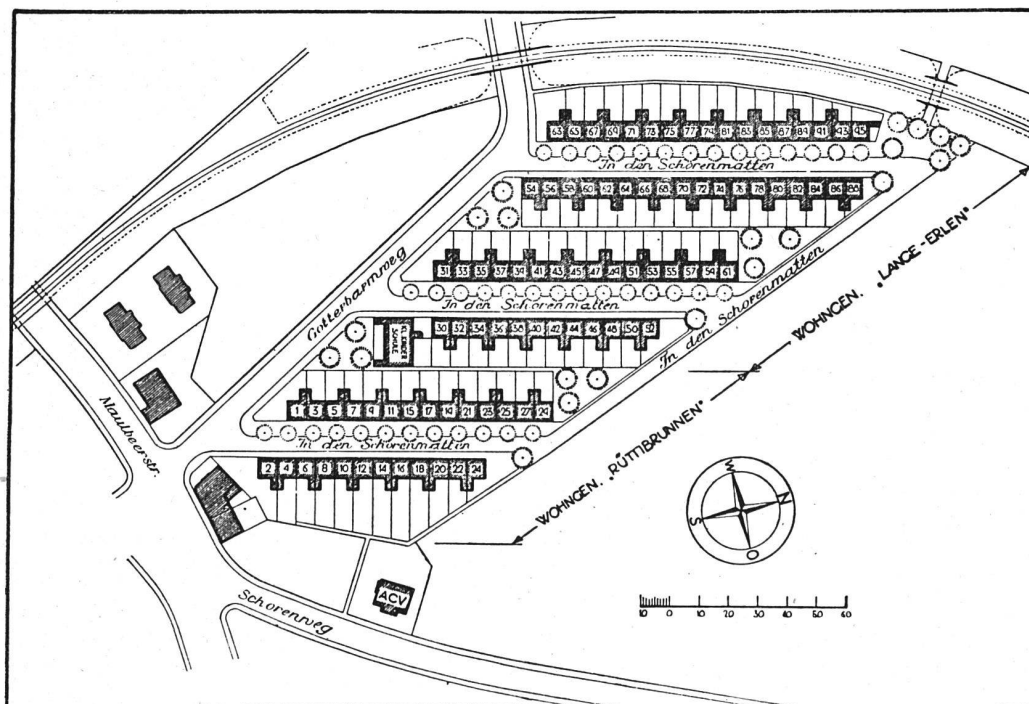 63 65 67 69 71 73 75 77 79 81 83 85 87 89 91 93 95
In den Schorenmatten
54 56 58 60 62 64 66 68 70 72 74 76 78 80 82 84 86 88
31 33 35 37 39 41 43 45 47 49 51 53 55 57 59 61
In den Schorenmatten
In den Schorenmatten
Gotterbarmweg
KLEINKINDER
SCHULE
30 32 34 36 38 40 42 44 46 48 50 52
1 3 5 7 9 11 15 17 19 21 23 25 27 29
In den Schorenmatten
2 4 6 8 10 12 14 16 18 20 22 24
Maulbeerstr.
Schorenweg
ACV
WOHNGEN. „RÜTTIBRUNNEN"
WOHNGEN. „LANGE-ERLEN"
W
N
S
O
10 0 10 20 30 40 50 60